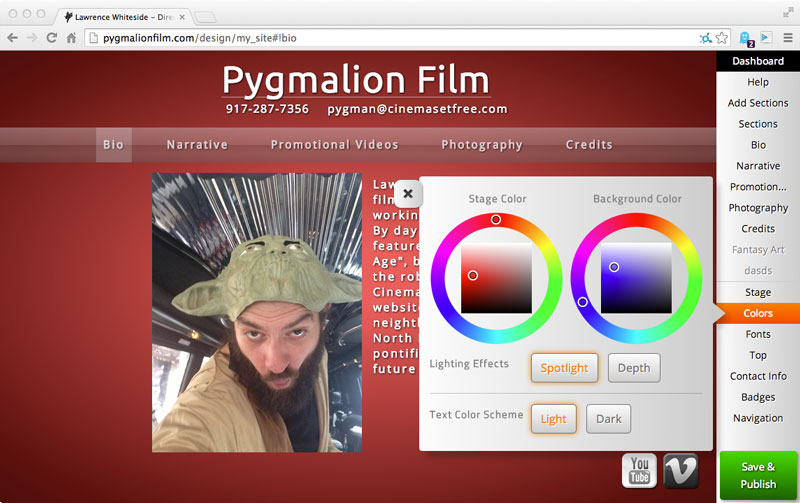 Lawrence Whiteside – Dire
pygmalionfilm.com/design/my_site#!bio
2
Pygmalion Film
917-287-7356 pygman@cinemasetfree.com
Bio Narrative Promotional Videos Photography Credits
film
workin
By day
feature
Age", b
the rob
Cinema
website
neight
North
pontifi
future
Stage Color Background Color
Lighting Effects Spotlight Depth
Text Color Scheme Light Dark
You
Tube
Dashboard
Help
Add Sections
Sections
Bio
Narrative
Promotion...
Photography
Credits
Fantasy Art
dasds
Stage
Colors
Fonts
Top
Contact Info
Badges
Navigation
Save &
Publish